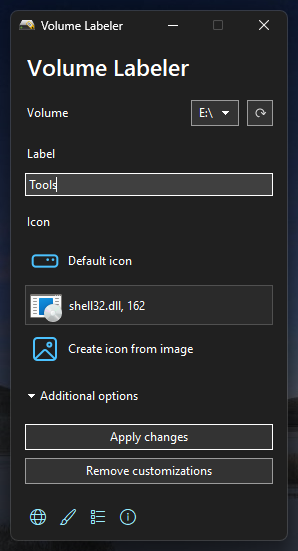 Volume Labeler
Volume Labeler
Volume E:\
Label
Tools
Icon
Default icon
shell32.dll, 162
Create icon from image
Additional options
Apply changes
Remove customizations